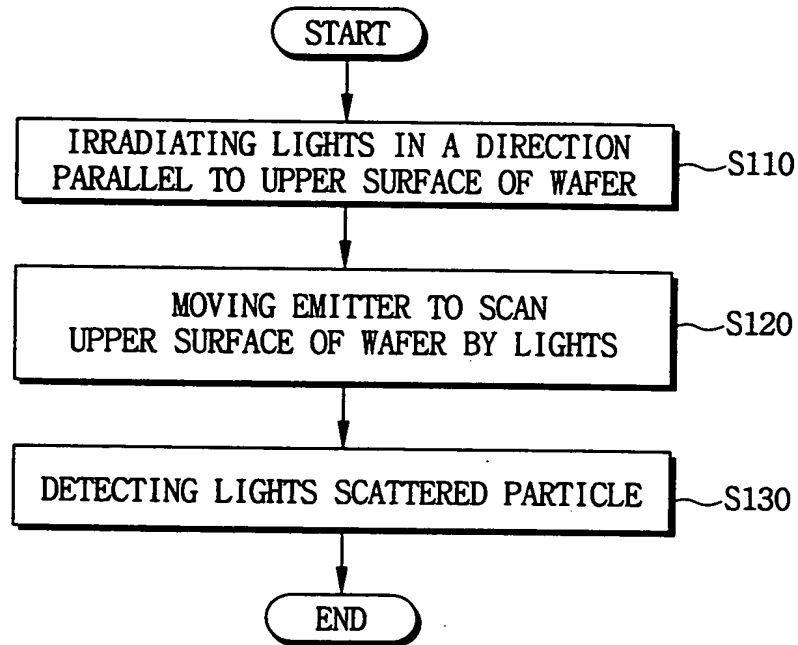 START
IRRADIATING LIGHTS IN A DIRECTION
PARALLEL TO UPPER SURFACE OF WAFER
S110
MOVING EMITTER TO SCAN
UPPER SURFACE OF WAFER BY LIGHTS
S120
DETECTING LIGHTS SCATTERED PARTICLE
S130
END